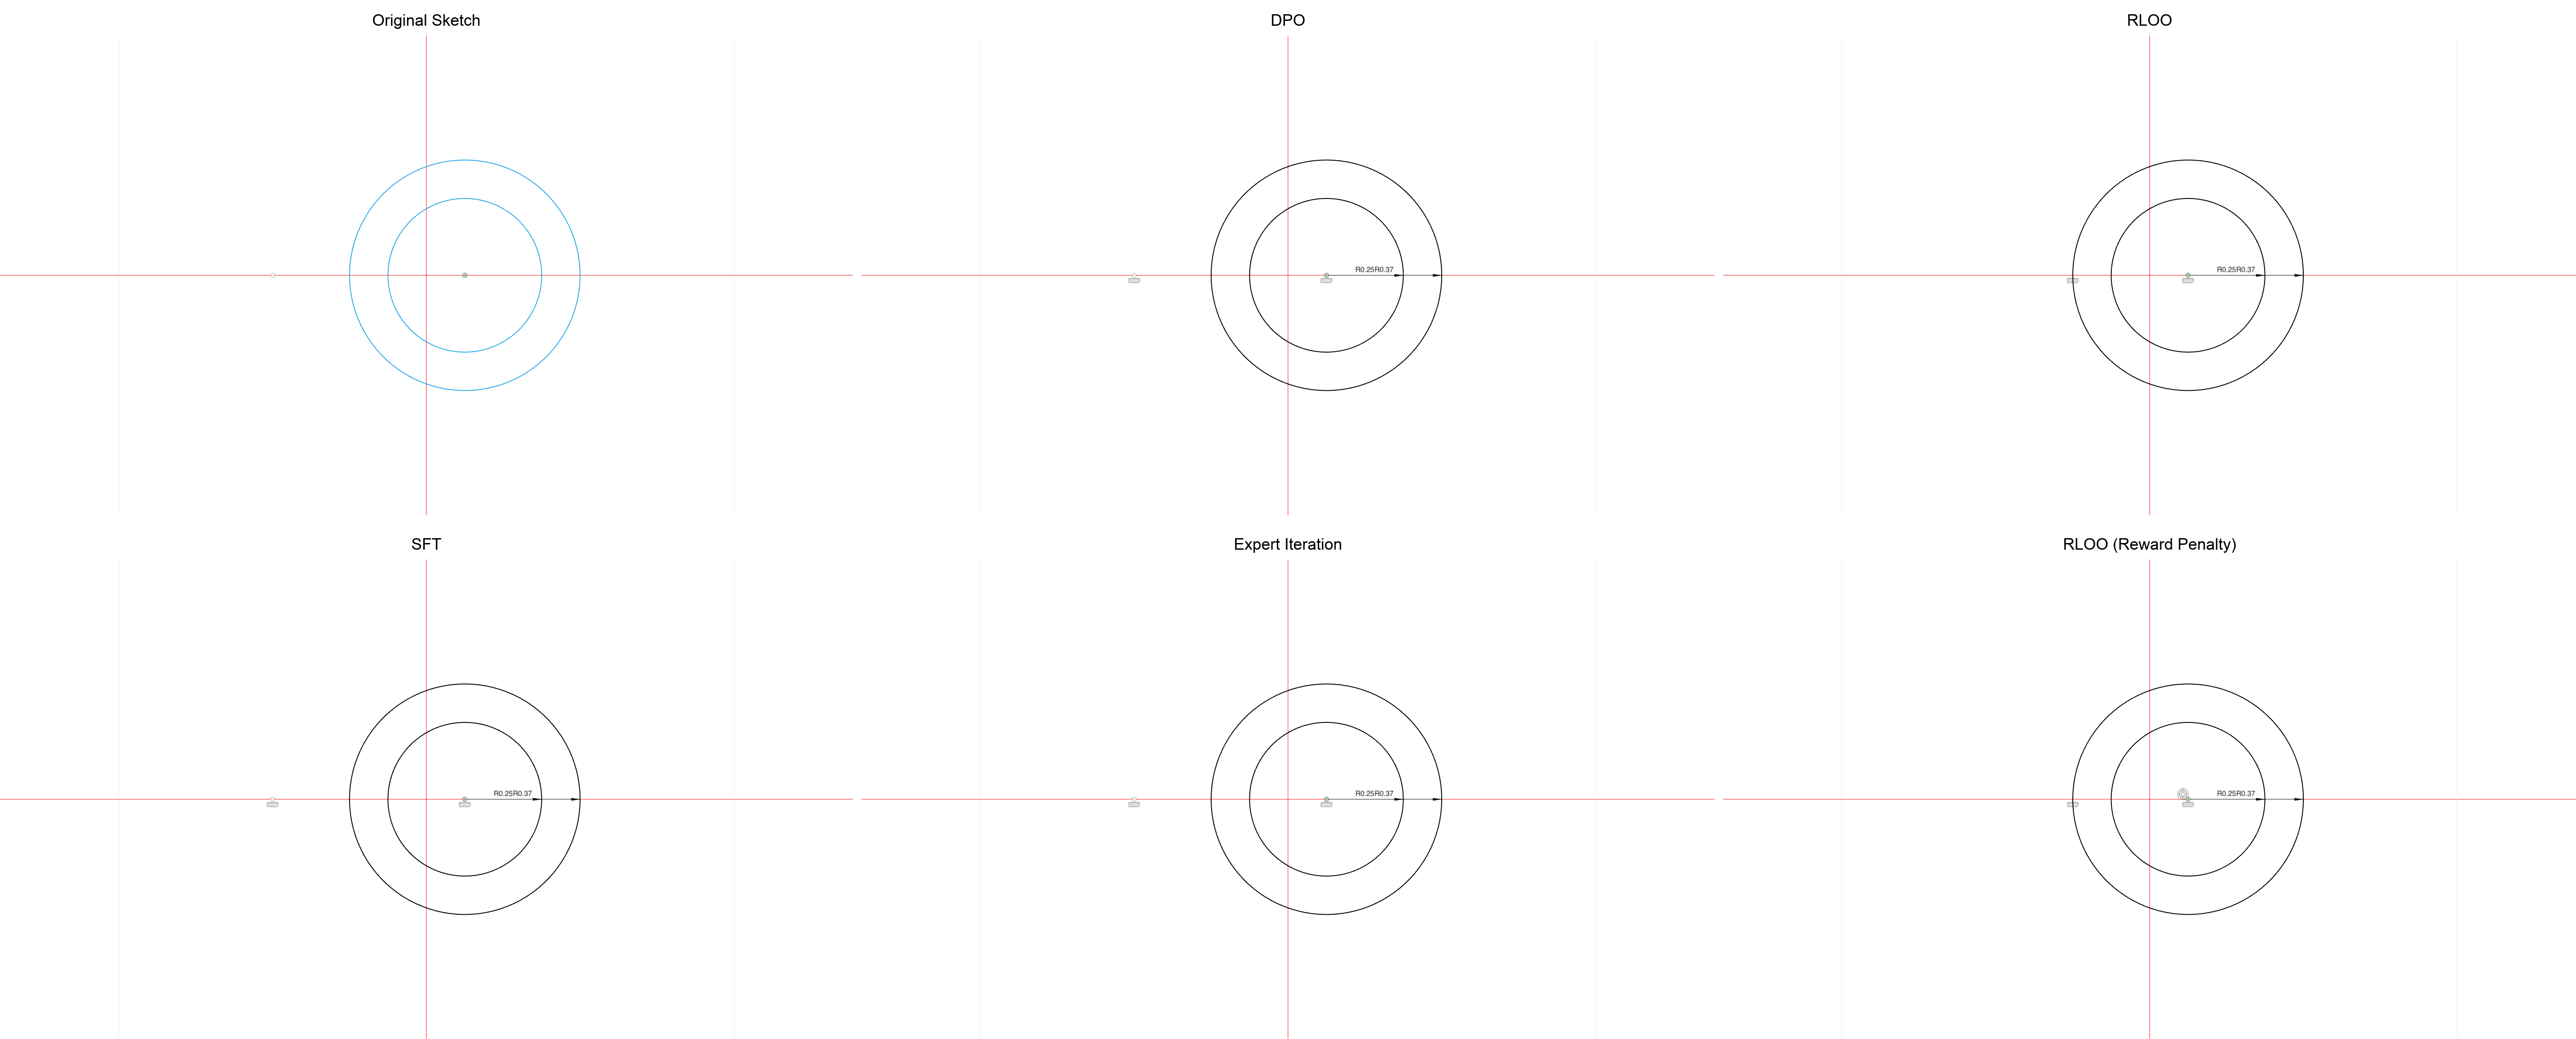 Original Sketch
DPO
RLOO
R0.25R0.37
R0.25R0.37
SFT
Expert Iteration
RLOO (Reward Penalty)
R0.25R0.37
R0.25R0.37
R0.25R0.37